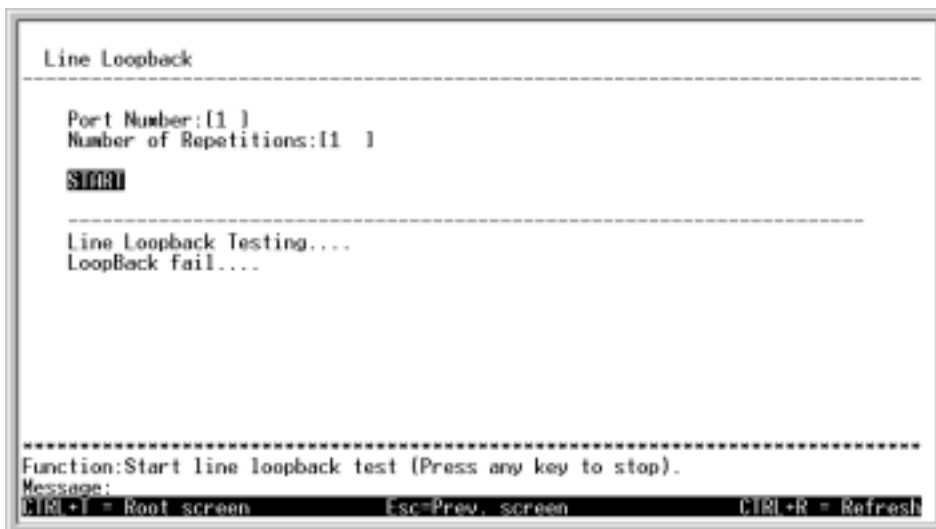 Line Loopback
Port Number:[1 ]
Number of Repetitions:[1  ]
START
Line Loopback Testing....
LoopBack fail....
Function:Start line loopback test (Press any key to stop).
Message:
CTRL+T = Root screen Esc=Prev. screen CTRL+R = Refresh